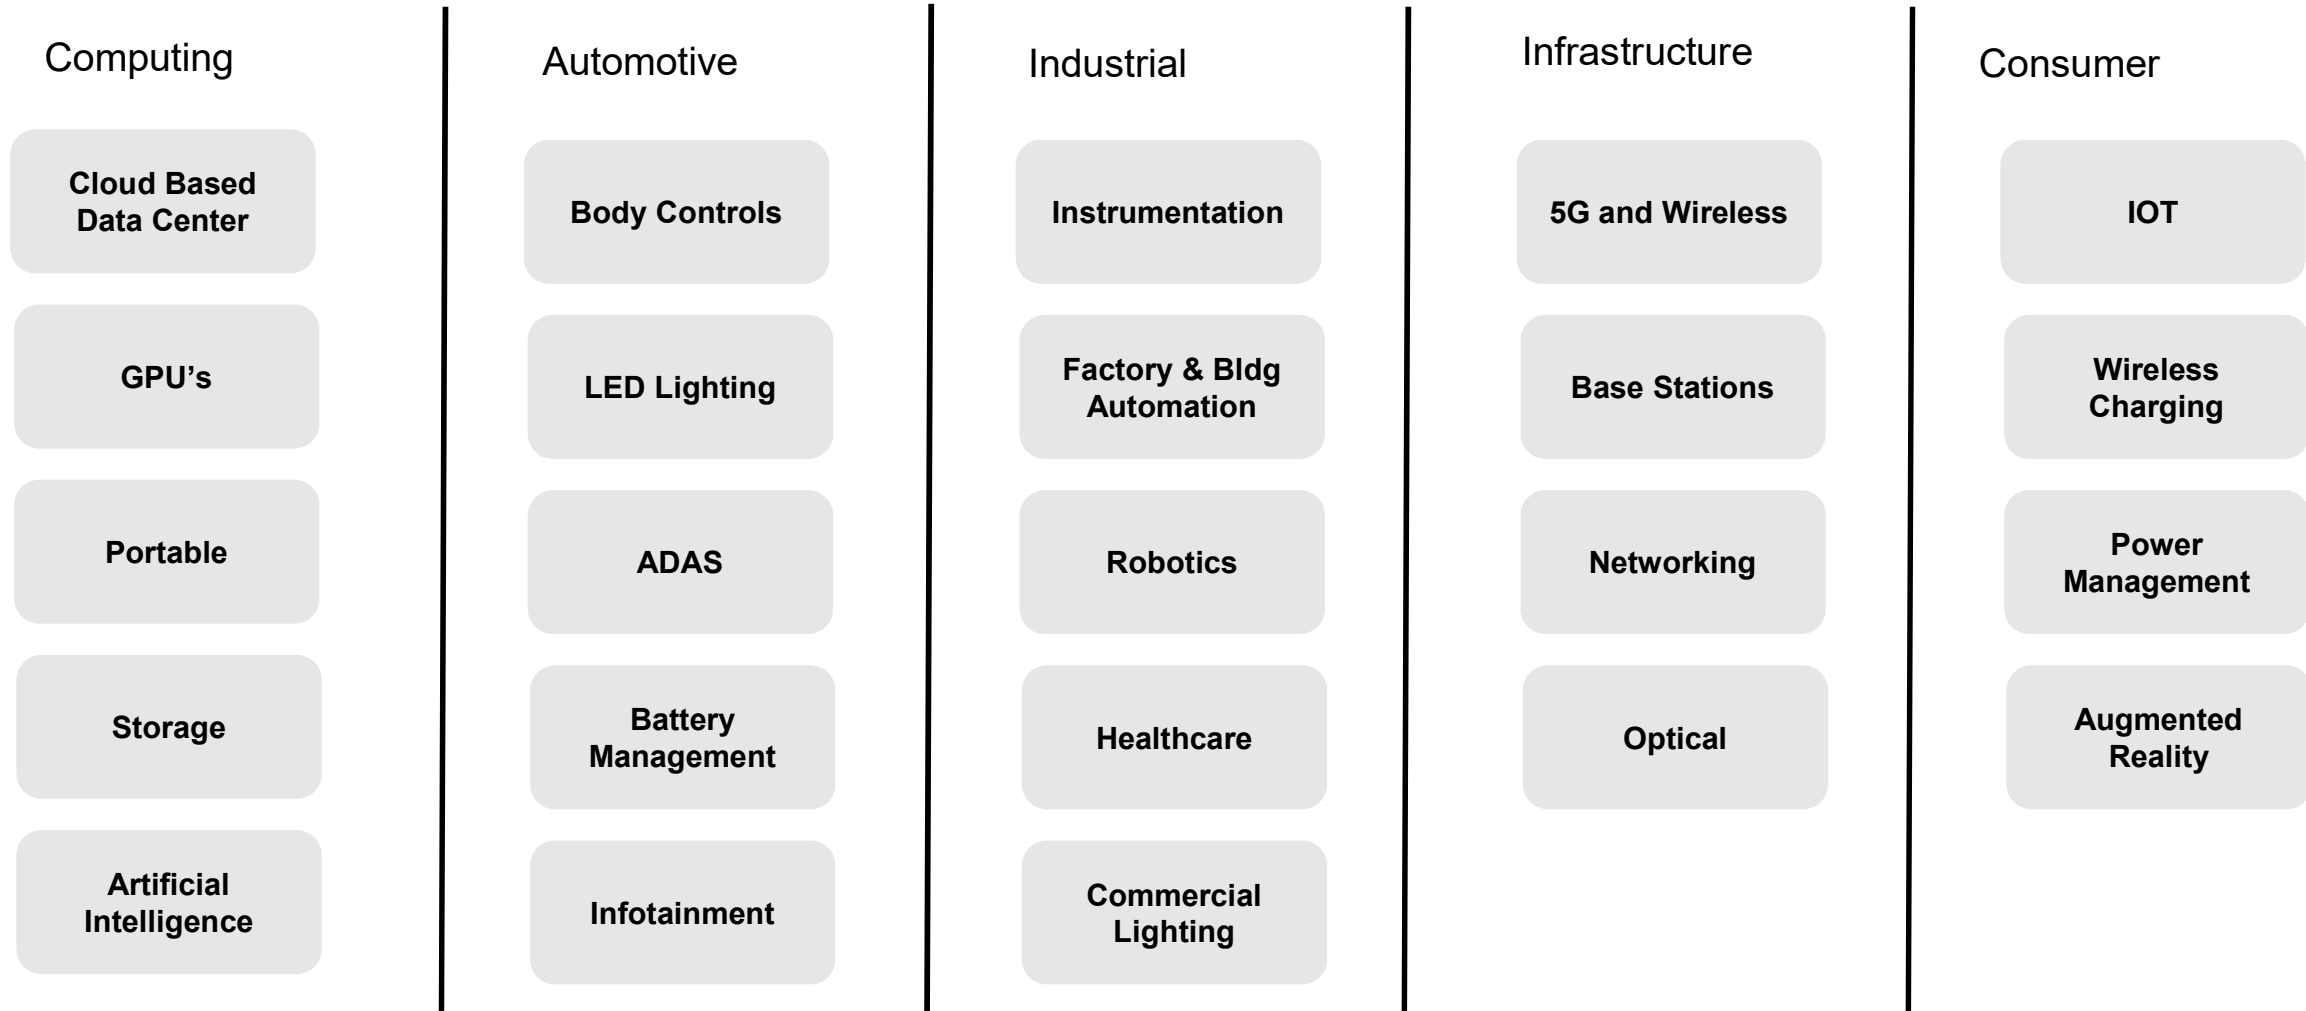 Computing
Cloud Based
Data Center
GPU’s
Portable
Storage
Artificial
Intelligence
Automotive
Body Controls
LED Lighting
ADAS
Battery
Management
Infotainment
Industrial
Instrumentation
Factory & Bldg
Automation
Robotics
Healthcare
Commercial
Lighting
Infrastructure
5G and Wireless
Base Stations
Networking
Optical
Consumer
IOT
Wireless
Charging
Power
Management
Augmented
Reality